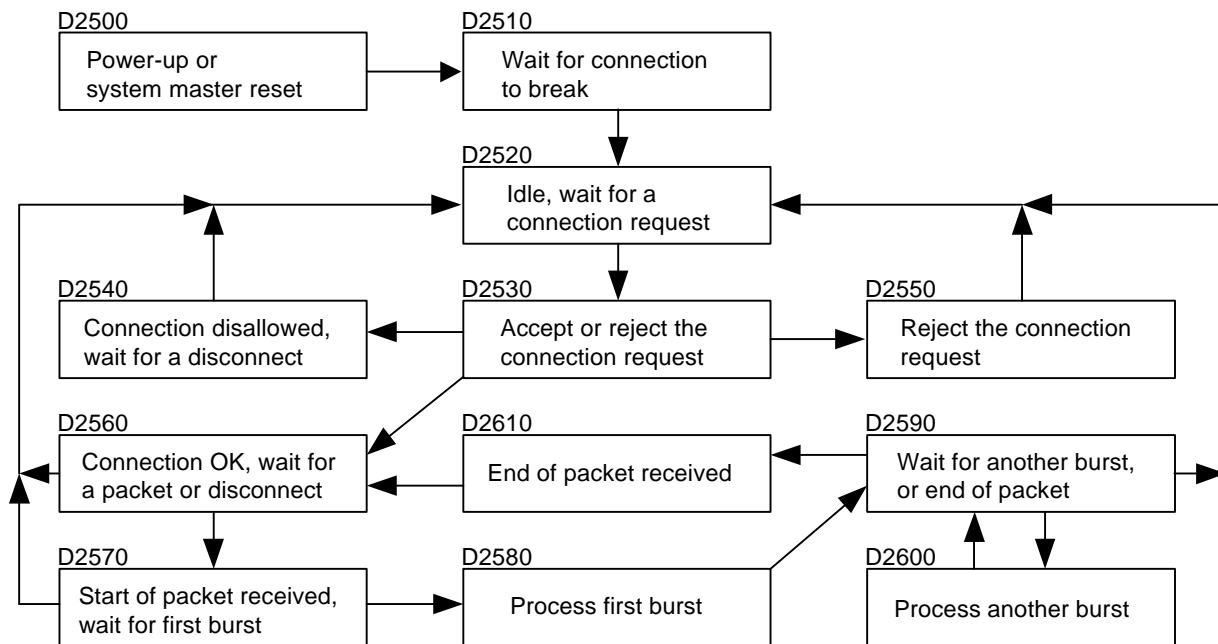 D2500
Power-up or
system master reset
D2510
Wait for connection
to break
D2520
Idle, wait for a
connection request
D2540
Connection disallowed,
wait for a disconnect
D2530
Accept or reject the
connection request
D2550
Reject the connection
request
D2560
Connection OK, wait for
a packet or disconnect
D2610
End of packet received
D2590
Wait for another burst,
or end of packet
D2570
Start of packet received,
wait for first burst
D2580
Process first burst
D2600
Process another burst